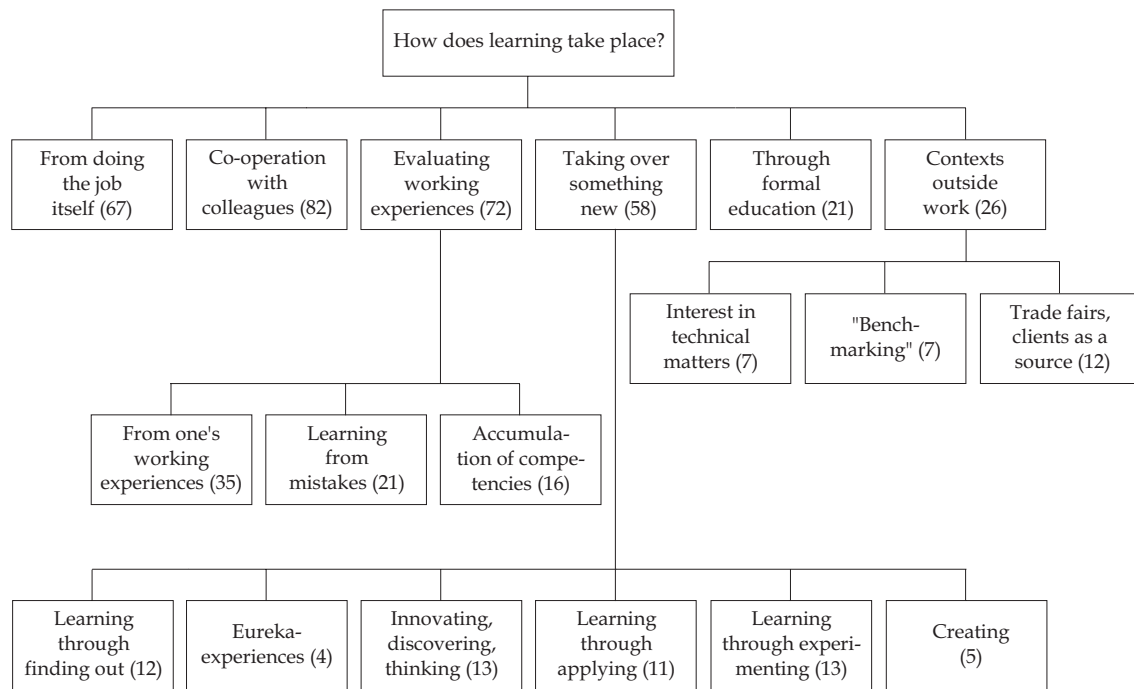 How does learning take place?
From doing
the job
itself (67)
Co-operation
with
colleagues (82)
Evaluating
working
experiences (72)
Taking over
something
new (58)
Through
formal
education (21)
Contexts
outside
work (26)
Interest in
technical
matters (7)
"Bench-
marking" (7)
Trade fairs,
clients as a
source (12)
From one's
working
experiences (35)
Learning
from
mistakes (21)
Accumula-
tion of compe-
tencies (16)
Learning
through
finding out (12)
Eureka-
experiences (4)
Innovating,
discovering,
thinking (13)
Learning
through
applying (11)
Learning
through experi-
menting (13)
Creating
(5)